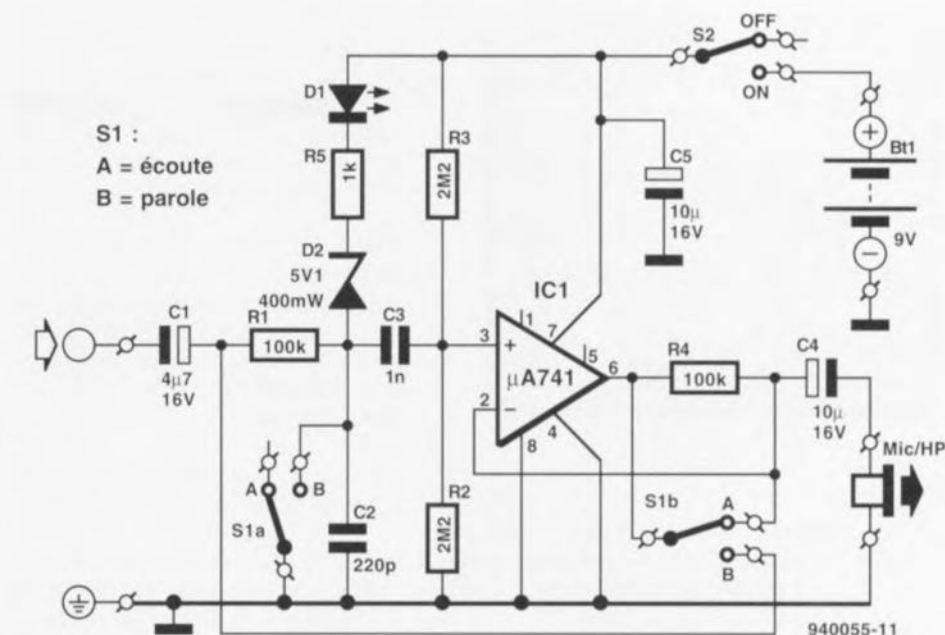 S2
OFF
ON
D1
S1 :
A = écoute
B = parole
R5
1k
R3
2M2
C5
10µ
16V
Bt1
9V
D2
5V1
400mW
IC1
C1
4µ7
16V
R1
100k
C3
1n
3
+
1
7
5
µA741
2
−
6
4
8
R4
100k
C4
10µ
16V
Mic/HP
A
B
S1a
C2
220p
R2
2M2
S1b
A
B
940055-11